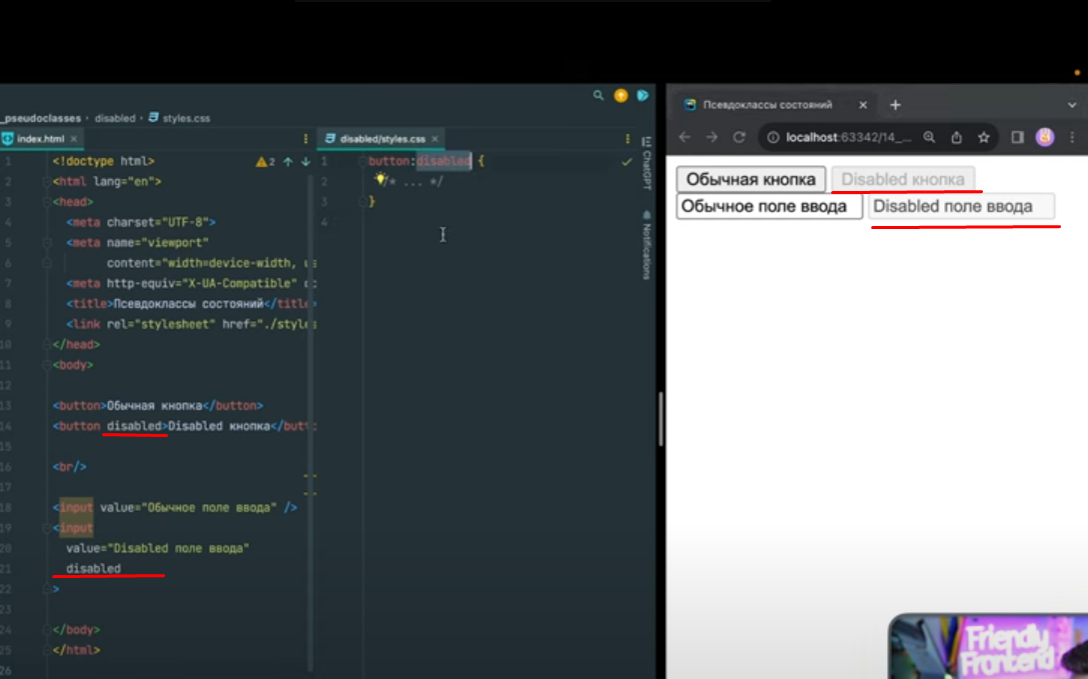 _pseudoclasses › disabled › styles.css
index.html ×
disabled/styles.css ×
1 <!doctype html>
2 <html lang="en">
3 <head>
4 <meta charset="UTF-8">
5 <meta name="viewport"
6 content="width=device-width, us
7 <meta http-equiv="X-UA-Compatible" c
8 <title>Псевдоклассы состояний</title>
9 <link rel="stylesheet" href="./styles
10 </head>
11 <body>
12
13 <button>Обычная кнопка</button>
14 <button disabled>Disabled кнопка</butt
15
16 <br/>
17
18 <input value="Обычное поле ввода" />
19 <input
20 value="Disabled поле ввода"
21 disabled
22 >
23
24 </body>
25 </html>
26
2
1 button:disabled {
2 /* ... */
3 }
4
ChatGPT
Notifications
Псевдоклассы состояний ×
localhost:63342/14_...
Обычная кнопка
Disabled кнопка
Обычное поле ввода
Disabled поле ввода
Friendly
Frontend